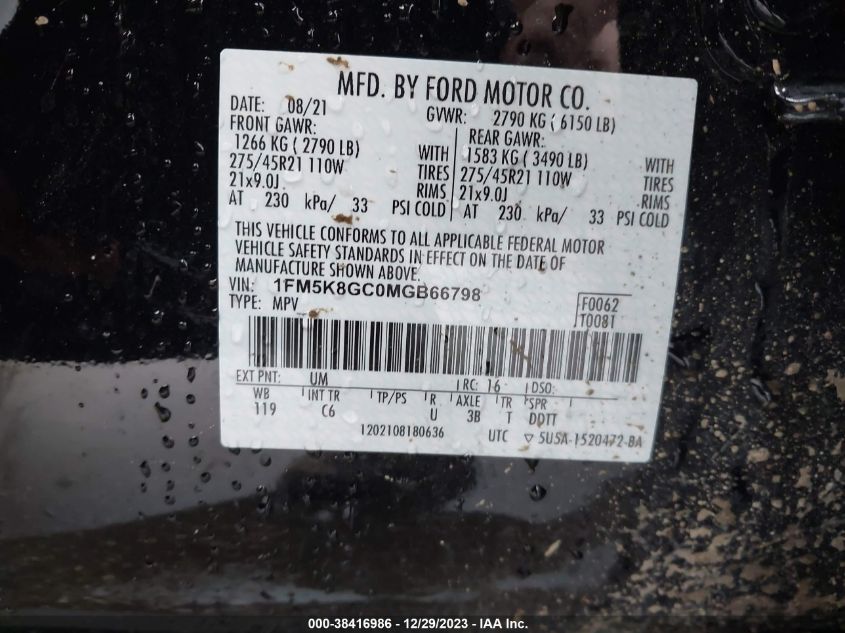 MFD. BY FORD MOTOR CO.
DATE: 08/21 GVWR: 2790 KG ( 6150 LB)
FRONT GAWR: REAR GAWR:
1266 KG ( 2790 LB) WITH 1583 KG ( 3490 LB) WITH
275/45R21 110W TIRES 275/45R21 110W TIRES
21x9.0J RIMS 21x9.0J RIMS
AT 230 kPa/ 33 PSI COLD AT 230 kPa/ 33 PSI COLD
THIS VEHICLE CONFORMS TO ALL APPLICABLE FEDERAL MOTOR
VEHICLE SAFETY STANDARDS IN EFFECT ON THE DATE OF
MANUFACTURE SHOWN ABOVE.
VIN: 1FM5K8GC0MGB66798
TYPE: MPV
F0062
T0081
EXT PNT: UM RC: 16 DSO:
WB INT TR TP/PS R AXLE TR SPR
119 C6 U 3B T DDTT
1202108180636 UTC ▽ 5U5A-1520472-BA
000-38416986 - 12/29/2023 - IAA Inc.